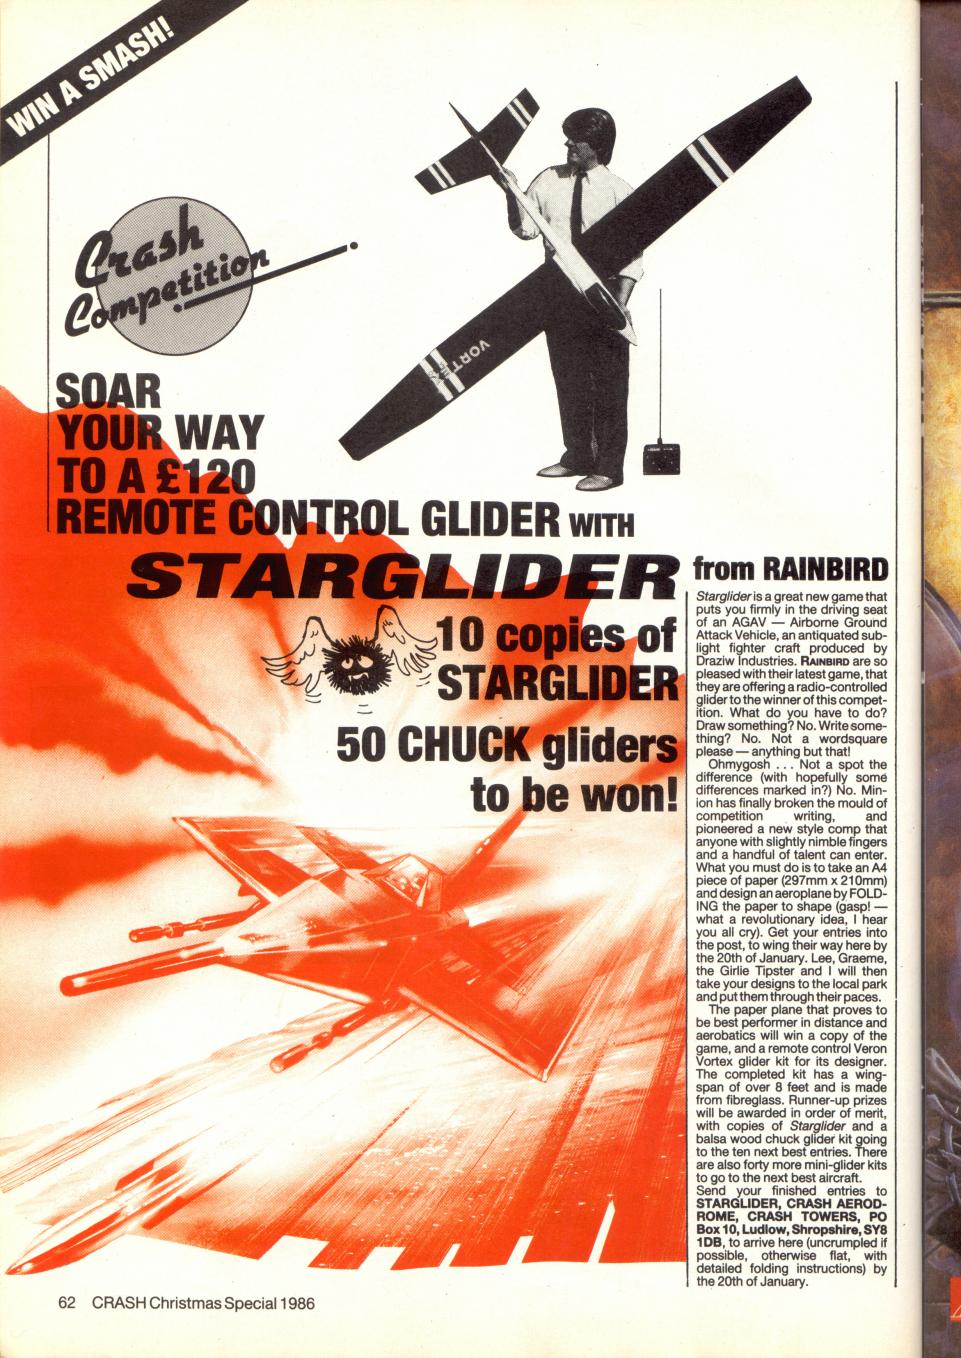 WIN A SMASH!
Crash
Competition
VORTEX
SOAR
YOUR WAY
TO A £120
REMOTE CONTROL GLIDER WITH
STARGLIDER
from RAINBIRD
10 copies of
STARGLIDER
50 CHUCK gliders
to be won!
Starglider is a great new game that
puts you firmly in the driving seat
of an AGAV — Airborne Ground
Attack Vehicle, an antiquated sub-
light fighter craft produced by
Draziw Industries. RAINBIRD are so
pleased with their latest game, that
they are offering a radio-controlled
glider to the winner of this compet-
ition. What do you have to do?
Draw something? No. Write some-
thing? No. Not a wordsquare
please — anything but that!
Ohmygosh . . . Not a spot the
difference (with hopefully some
differences marked in?) No. Min-
ion has finally broken the mould of
competition writing, and
pioneered a new style comp that
anyone with slightly nimble fingers
and a handful of talent can enter.
What you must do is to take an A4
piece of paper (297mm x 210mm)
and design an aeroplane by FOLD-
ING the paper to shape (gasp! —
what a revolutionary idea, I hear
you all cry). Get your entries into
the post, to wing their way here by
the 20th of January. Lee, Graeme,
the Girlie Tipster and I will then
take your designs to the local park
and put them through their paces.
The paper plane that proves to
be best performer in distance and
aerobatics will win a copy of the
game, and a remote control Veron
Vortex glider kit for its designer.
The completed kit has a wing-
span of over 8 feet and is made
from fibreglass. Runner-up prizes
will be awarded in order of merit,
with copies of Starglider and a
balsa wood chuck glider kit going
to the ten next best entries. There
are also forty more mini-glider kits
to go to the next best aircraft.
Send your finished entries to
STARGLIDER, CRASH AEROD-
ROME, CRASH TOWERS, PO
Box 10, Ludlow, Shropshire, SY8
1DB, to arrive here (uncrumpled if
possible, otherwise flat, with
detailed folding instructions) by
the 20th of January.
62 CRASH Christmas Special 1986